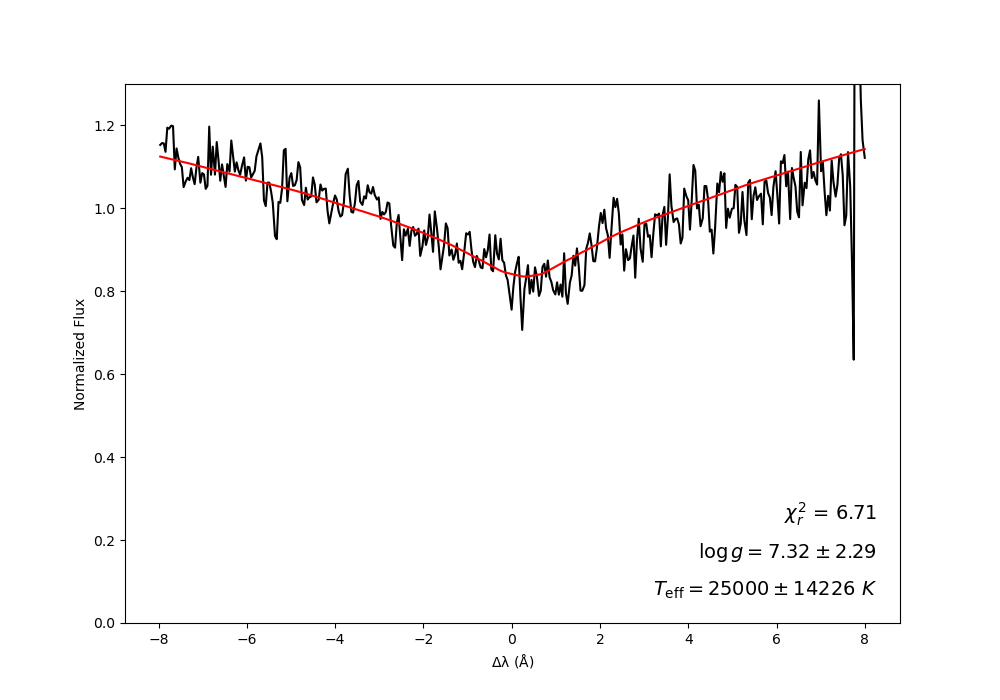 1.2
1.0
0.8
0.6
0.4
0.2
0.0
Normalized Flux
χ²ᵣ = 6.71
log g = 7.32 ± 2.29
T_eff = 25000 ± 14226 K
−8 −6 −4 −2 0 2 4 6 8
Δλ (Å)